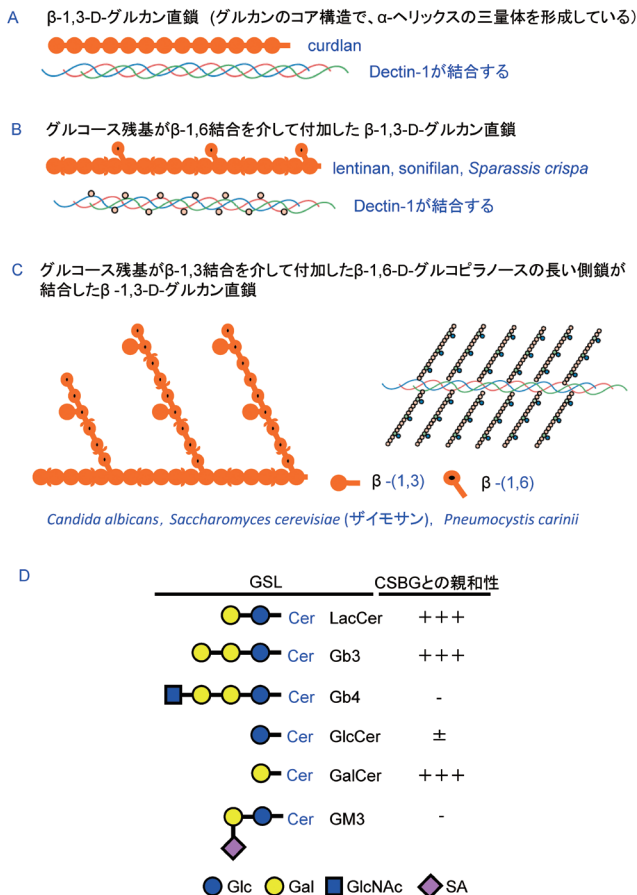 A β-1,3-D-グルカン直鎖 (グルカンのコア構造で、α-ヘリックスの三量体を形成している)
curdlan
Dectin-1が結合する
B グルコース残基がβ-1,6結合を介して付加した β-1,3-D-グルカン直鎖
lentinan, sonifilan, Sparassis crispa
Dectin-1が結合する
C グルコース残基がβ-1,3結合を介して付加したβ-1,6-D-グルコピラノースの長い側鎖が
結合したβ -1,3-D-グルカン直鎖
β -(1,3) β -(1,6)
Candida albicans, Saccharomyces cerevisiae (ザイモサン), Pneumocystis carinii
D
GSL CSBGとの親和性
Cer LacCer +++
Cer Gb3 +++
Cer Gb4 -
Cer GlcCer ±
Cer GalCer +++
Cer GM3 -
Glc Gal GlcNAc SA